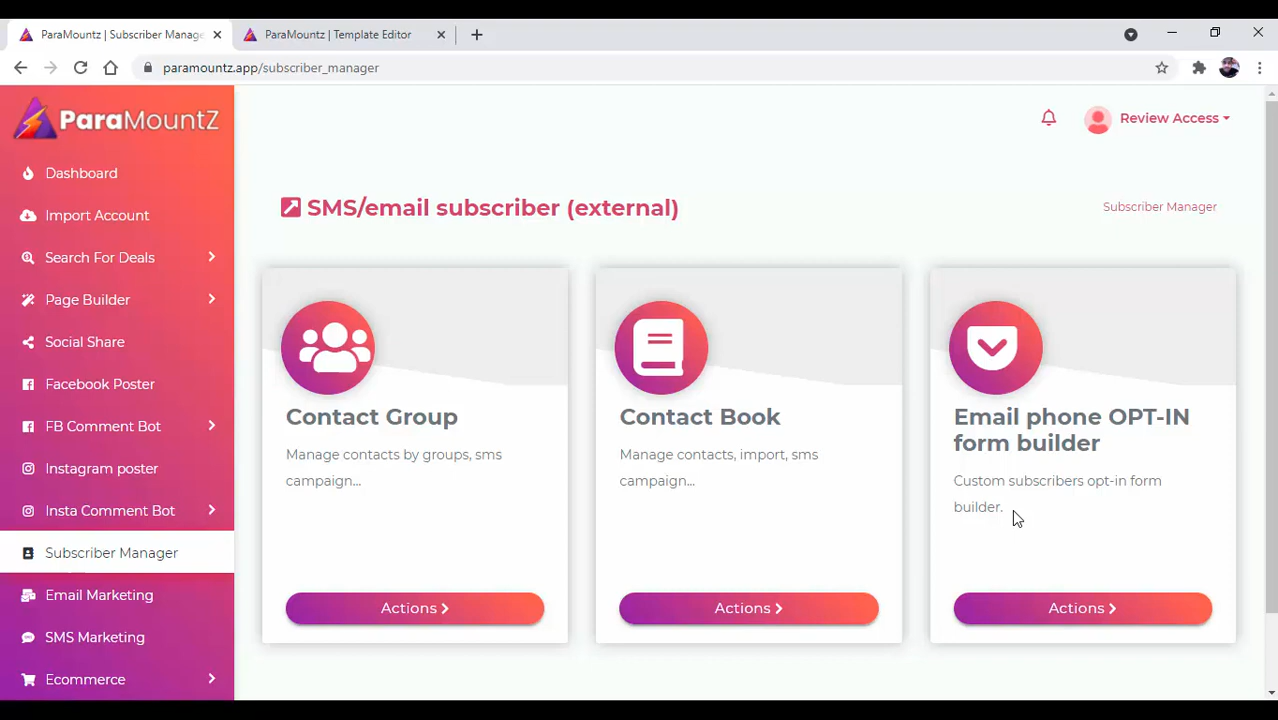 ParaMountz | Subscriber Manage
ParaMountz | Template Editor
paramountz.app/subscriber_manager
ParaMountZ
Review Access
Dashboard
Import Account
Search For Deals
Page Builder
Social Share
Facebook Poster
FB Comment Bot
Instagram poster
Insta Comment Bot
Subscriber Manager
Email Marketing
SMS Marketing
Ecommerce
SMS/email subscriber (external)
Subscriber Manager
Contact Group
Manage contacts by groups, sms
campaign...
Actions
Contact Book
Manage contacts, import, sms
campaign...
Actions
Email phone OPT-IN
form builder
Custom subscribers opt-in form
builder.
Actions